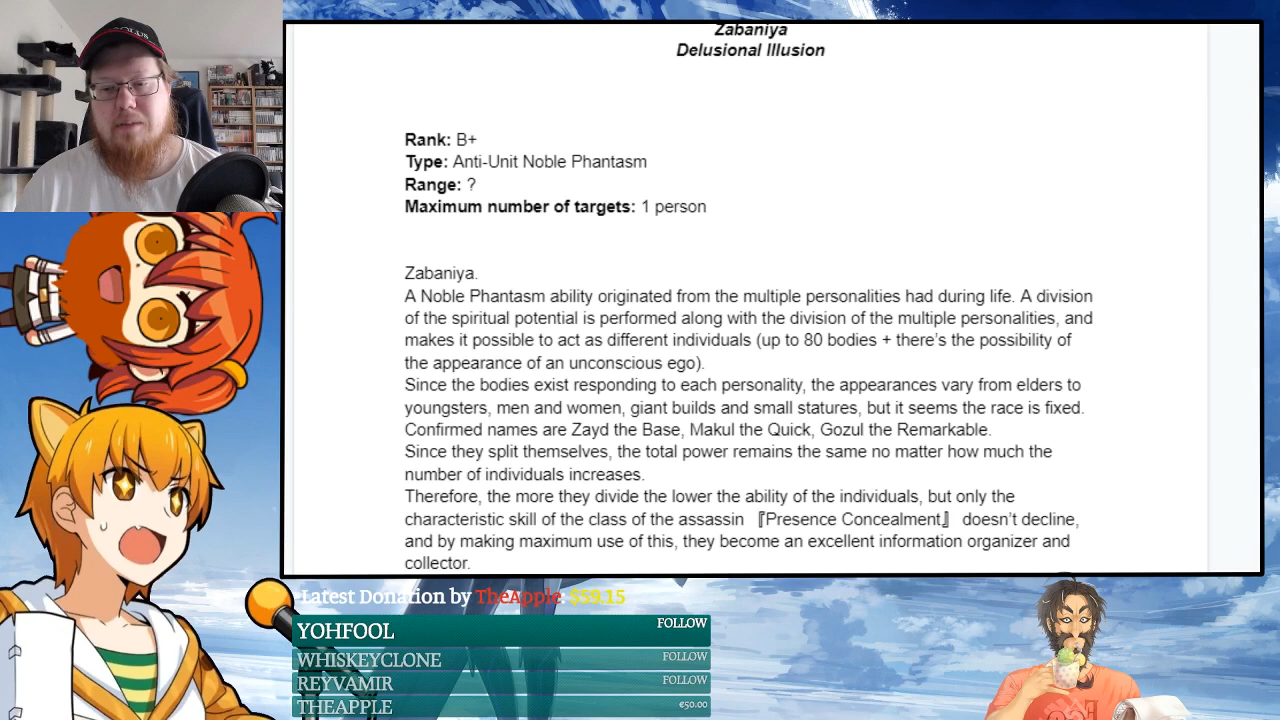 Zabaniya
Delusional Illusion
Rank: B+
Type: Anti-Unit Noble Phantasm
Range: ?
Maximum number of targets: 1 person
Zabaniya.
A Noble Phantasm ability originated from the multiple personalities had during life. A division
of the spiritual potential is performed along with the division of the multiple personalities, and
makes it possible to act as different individuals (up to 80 bodies + there's the possibility of
the appearance of an unconscious ego).
Since the bodies exist responding to each personality, the appearances vary from elders to
youngsters, men and women, giant builds and small statures, but it seems the race is fixed.
Confirmed names are Zayd the Base, Makul the Quick, Gozul the Remarkable.
Since they split themselves, the total power remains the same no matter how much the
number of individuals increases.
Therefore, the more they divide the lower the ability of the individuals, but only the
characteristic skill of the class of the assassin 『Presence Concealment』 doesn't decline,
and by making maximum use of this, they become an excellent information organizer and
collector.
Latest Donation by TheApple: $59.15
YOHFOOL FOLLOW
WHISKEYCLONE FOLLOW
REYVAMIR FOLLOW
THEAPPLE €50.00